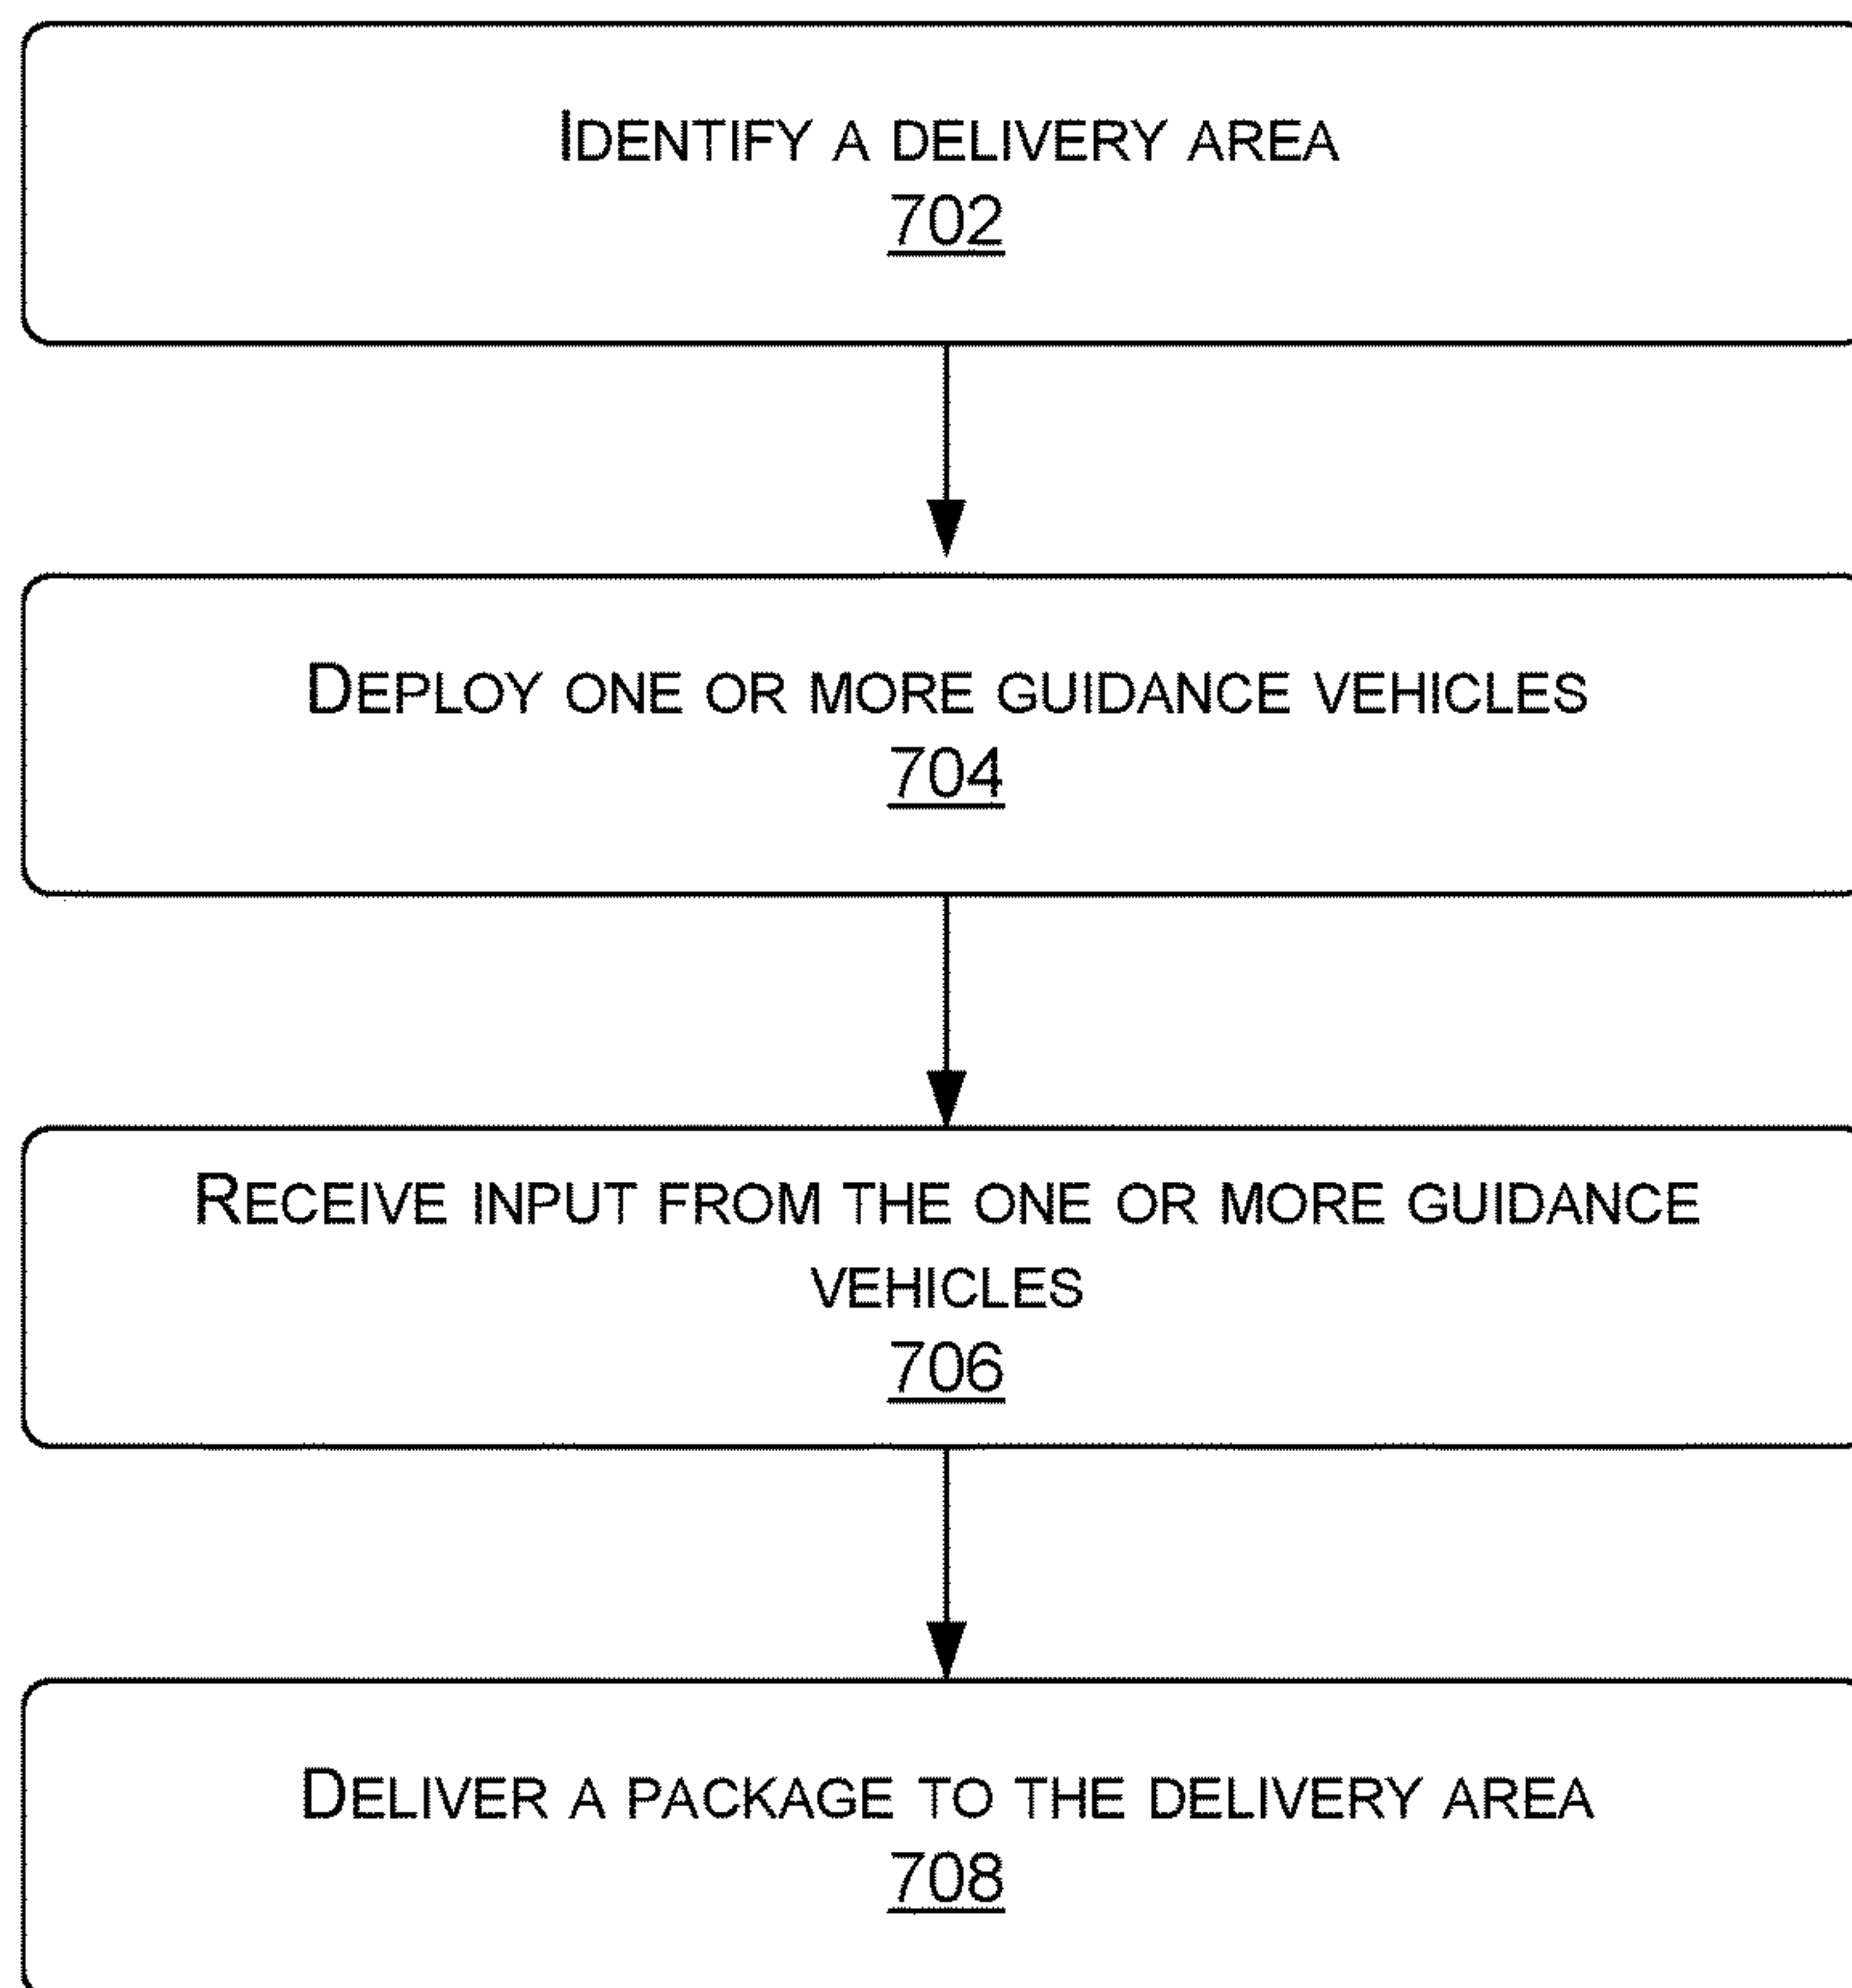 IDENTIFY A DELIVERY AREA
702
DEPLOY ONE OR MORE GUIDANCE VEHICLES
704
RECEIVE INPUT FROM THE ONE OR MORE GUIDANCE
VEHICLES
706
DELIVER A PACKAGE TO THE DELIVERY AREA
708